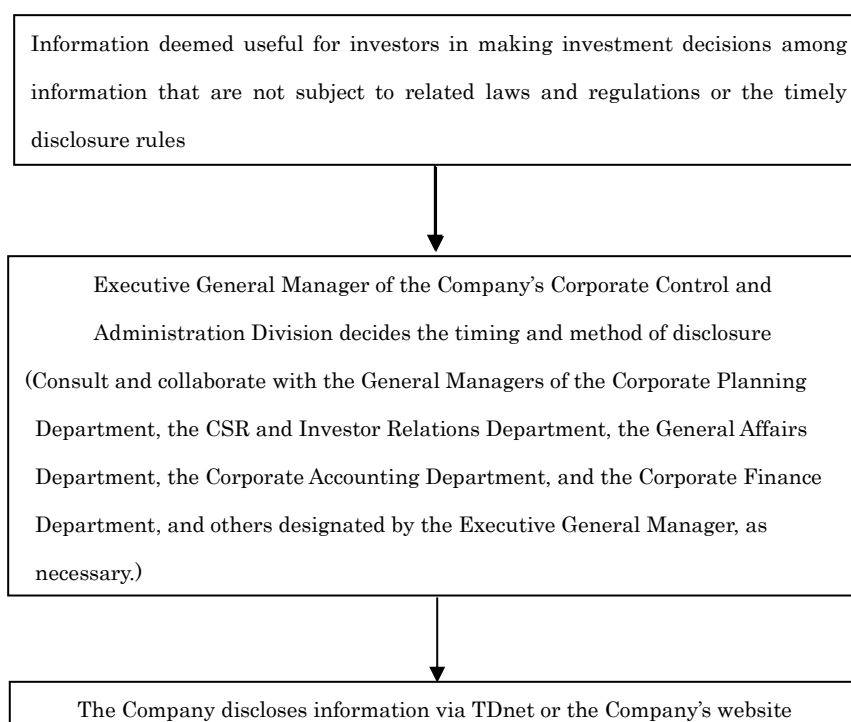 Information deemed useful for investors in making investment decisions among
information that are not subject to related laws and regulations or the timely
disclosure rules
Executive General Manager of the Company’s Corporate Control and
Administration Division decides the timing and method of disclosure
(Consult and collaborate with the General Managers of the Corporate Planning
Department, the CSR and Investor Relations Department, the General Affairs
Department, the Corporate Accounting Department, and the Corporate Finance
Department, and others designated by the Executive General Manager, as
necessary.)
The Company discloses information via TDnet or the Company’s website